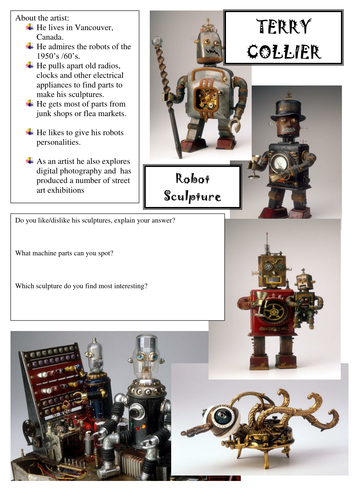 About the artist:
He lives in Vancouver,
Canada.
He admires the robots of the
1950's /60's.
He pulls apart old radios,
clocks and other electrical
appliances to find parts to
make his sculptures.
He gets most of parts from
junk shops or flea markets.
He likes to give his robots
personalities.
As an artist he also explores
digital photography and has
produced a number of street
art exhibitions
TERRY
COLLIER
Robot
Sculpture
Do you like/dislike his sculptures, explain your answer?
What machine parts can you spot?
Which sculpture do you find most interesting?